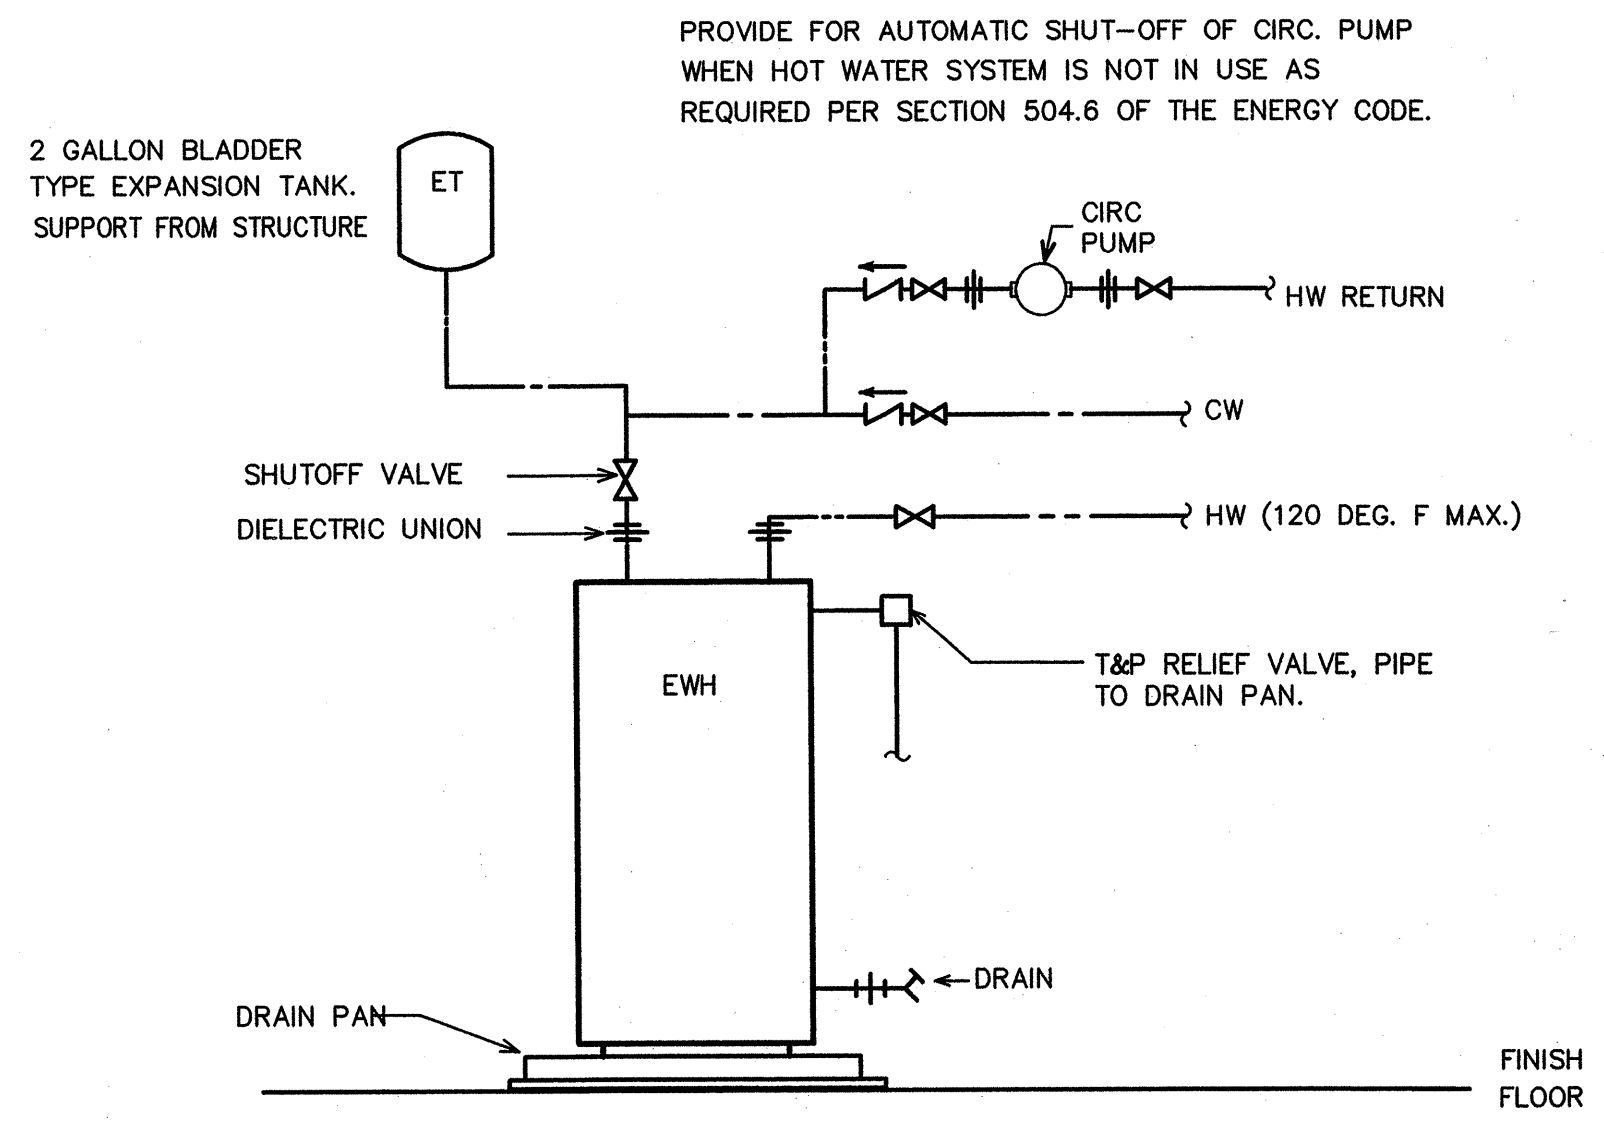 PROVIDE FOR AUTOMATIC SHUT-OFF OF CIRC. PUMP
WHEN HOT WATER SYSTEM IS NOT IN USE AS
REQUIRED PER SECTION 504.6 OF THE ENERGY CODE.
2 GALLON BLADDER
TYPE EXPANSION TANK.
SUPPORT FROM STRUCTURE
ET
CIRC
PUMP
HW RETURN
CW
SHUTOFF VALVE
DIELECTRIC UNION
HW (120 DEG. F MAX.)
EWH
T&P RELIEF VALVE, PIPE
TO DRAIN PAN.
DRAIN
DRAIN PAN
FINISH
FLOOR